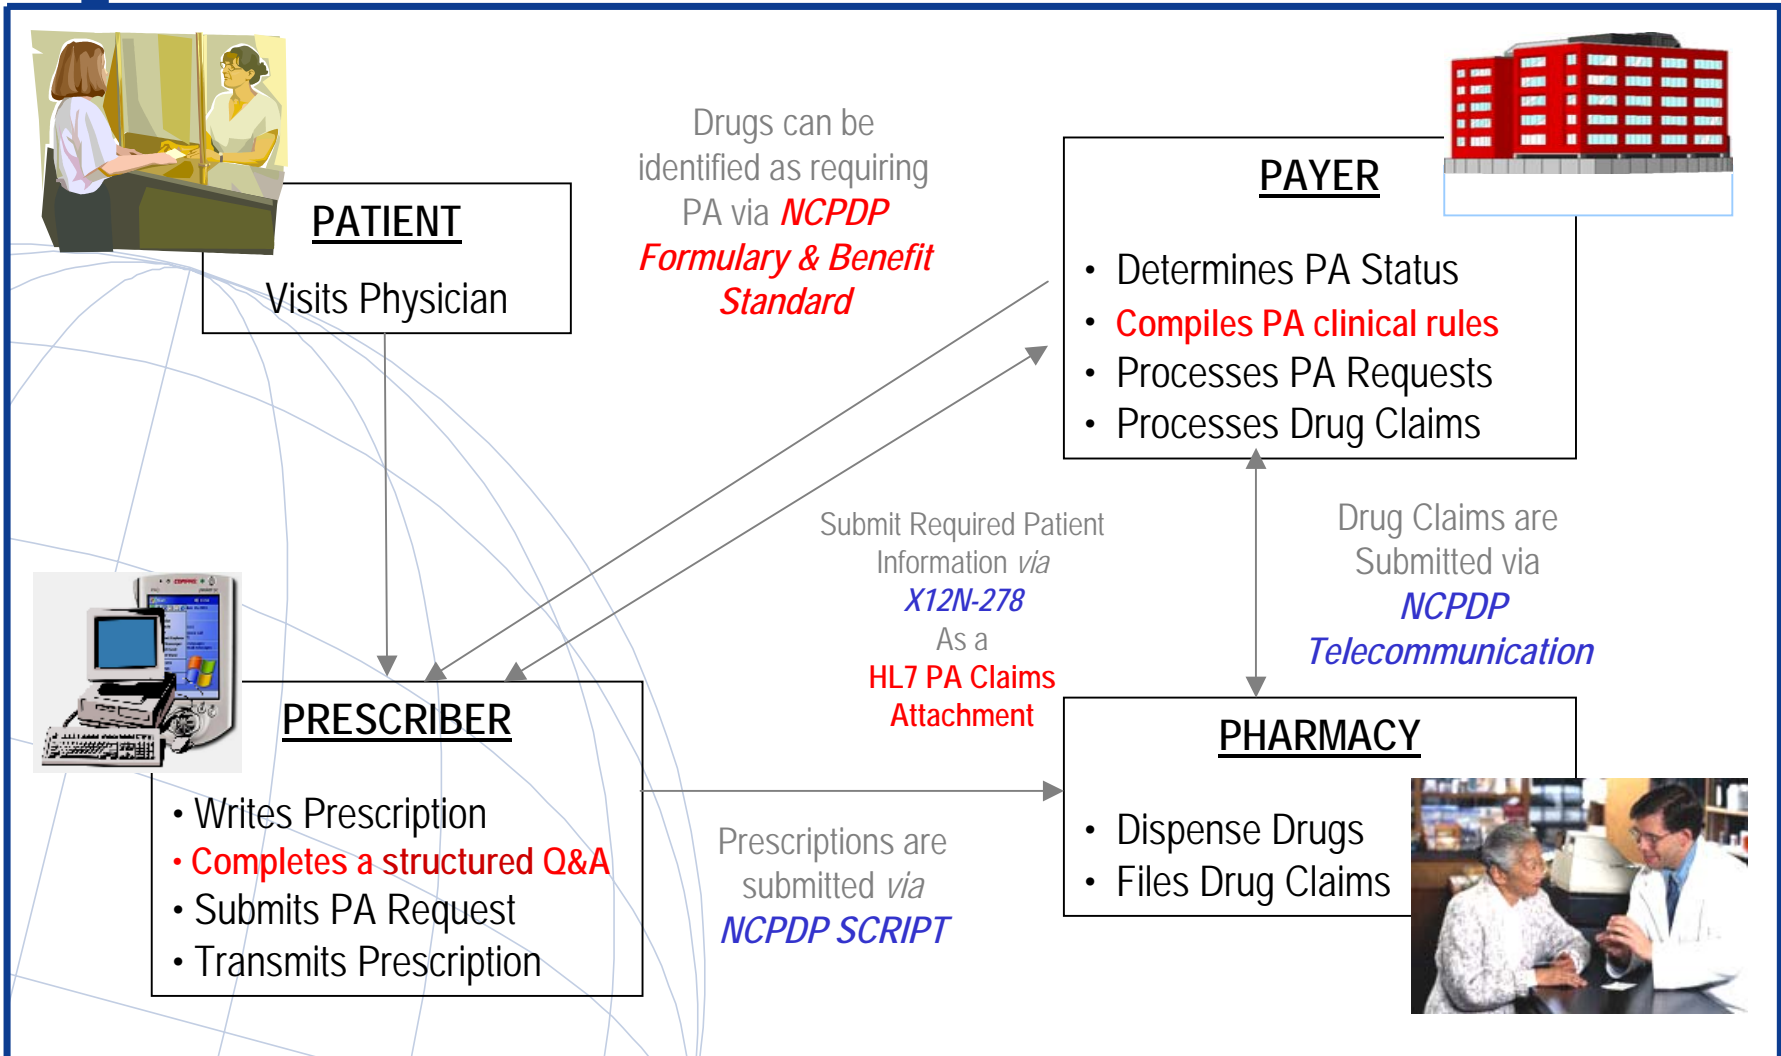 PATIENT
Visits Physician
Drugs can be
identified as requiring
PA via NCPDP
Formulary & Benefit
Standard
PAYER
• Determines PA Status
• Compiles PA clinical rules
• Processes PA Requests
• Processes Drug Claims
Submit Required Patient
Information via
X12N-278
As a
HL7 PA Claims
Attachment
Drug Claims are
Submitted via
NCPDP
Telecommunication
COMPAQ
PRESCRIBER
• Writes Prescription
• Completes a structured Q&A
• Submits PA Request
• Transmits Prescription
Prescriptions are
submitted via
NCPDP SCRIPT
PHARMACY
• Dispense Drugs
• Files Drug Claims